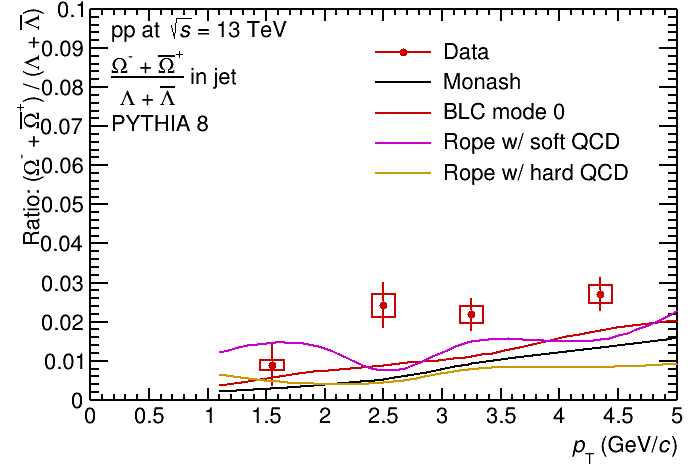 pp at √s = 13 TeV
Ω⁻ + Ω̅⁺ / Λ + Λ̅ in jet
PYTHIA 8
Data
Monash
BLC mode 0
Rope w/ soft QCD
Rope w/ hard QCD
Ratio: (Ω⁻ + Ω̅⁺) / (Λ + Λ̅)
0.1
0.09
0.08
0.07
0.06
0.05
0.04
0.03
0.02
0.01
0
0 0.5 1 1.5 2 2.5 3 3.5 4 4.5 5
p_T (GeV/c)